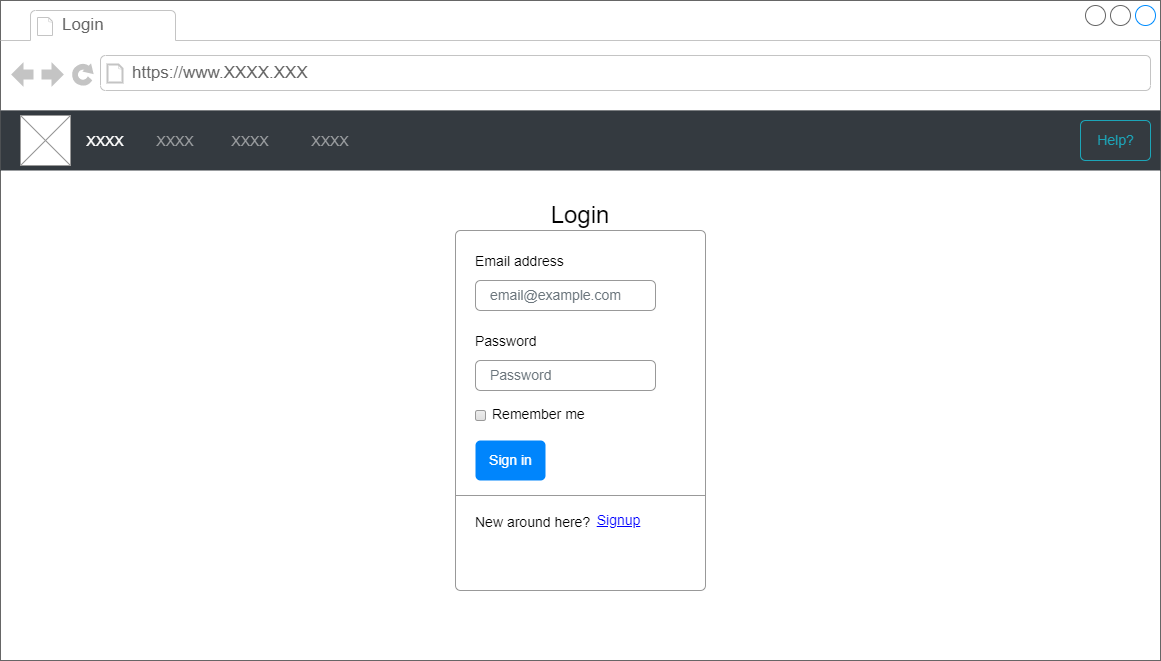 Login
https://www.XXXX.XXX
XXXX XXXX XXXX XXXX Help?
Login
Email address
email@example.com
Password
Password
Remember me
Sign in
New around here? Signup